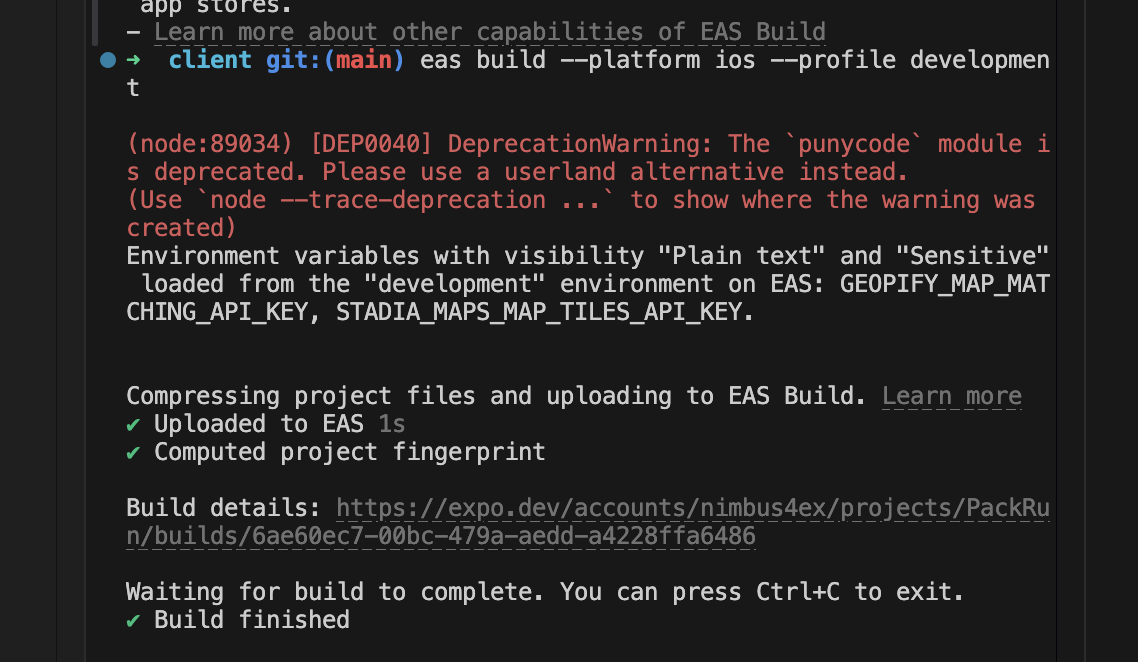 app stores.
– Learn more about other capabilities of EAS Build
➜  client git:(main) eas build --platform ios --profile developmen
t
(node:89034) [DEP0040] DeprecationWarning: The `punycode` module i
s deprecated. Please use a userland alternative instead.
(Use `node --trace-deprecation ...` to show where the warning was
created)
Environment variables with visibility "Plain text" and "Sensitive"
 loaded from the "development" environment on EAS: GEOPIFY_MAP_MAT
CHING_API_KEY, STADIA_MAPS_MAP_TILES_API_KEY.
Compressing project files and uploading to EAS Build. Learn more
✔ Uploaded to EAS 1s
✔ Computed project fingerprint
Build details: https://expo.dev/accounts/nimbus4ex/projects/PackRu
n/builds/6ae60ec7-00bc-479a-aedd-a4228ffa6486
Waiting for build to complete. You can press Ctrl+C to exit.
✔ Build finished